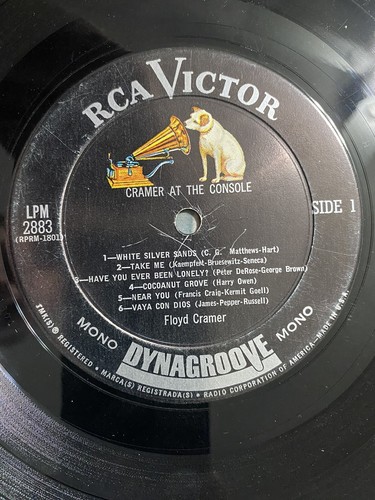 RCA VICTOR
CRAMER AT THE CONSOLE
LPM
2883
(RPRM-1801)
SIDE 1
1—WHITE SILVER SANDS (C. G. Matthews-Hart)
2—TAKE ME (Kaempfert-Bruesewitz-Seneca)
3—HAVE YOU EVER BEEN LONELY? (Peter DeRose-George Brown)
4—COCOANUT GROVE (Harry Owen)
5—NEAR YOU (Francis Craig-Kermit Goell)
6—VAYA CON DIOS (James-Pepper-Russell)
Floyd Cramer
MONO DYNAGROOVE MONO
TMK(S) ® REGISTERED • MARCA(S) REGISTRADA(S) • RADIO CORPORATION OF AMERICA—MADE IN U.S.A.